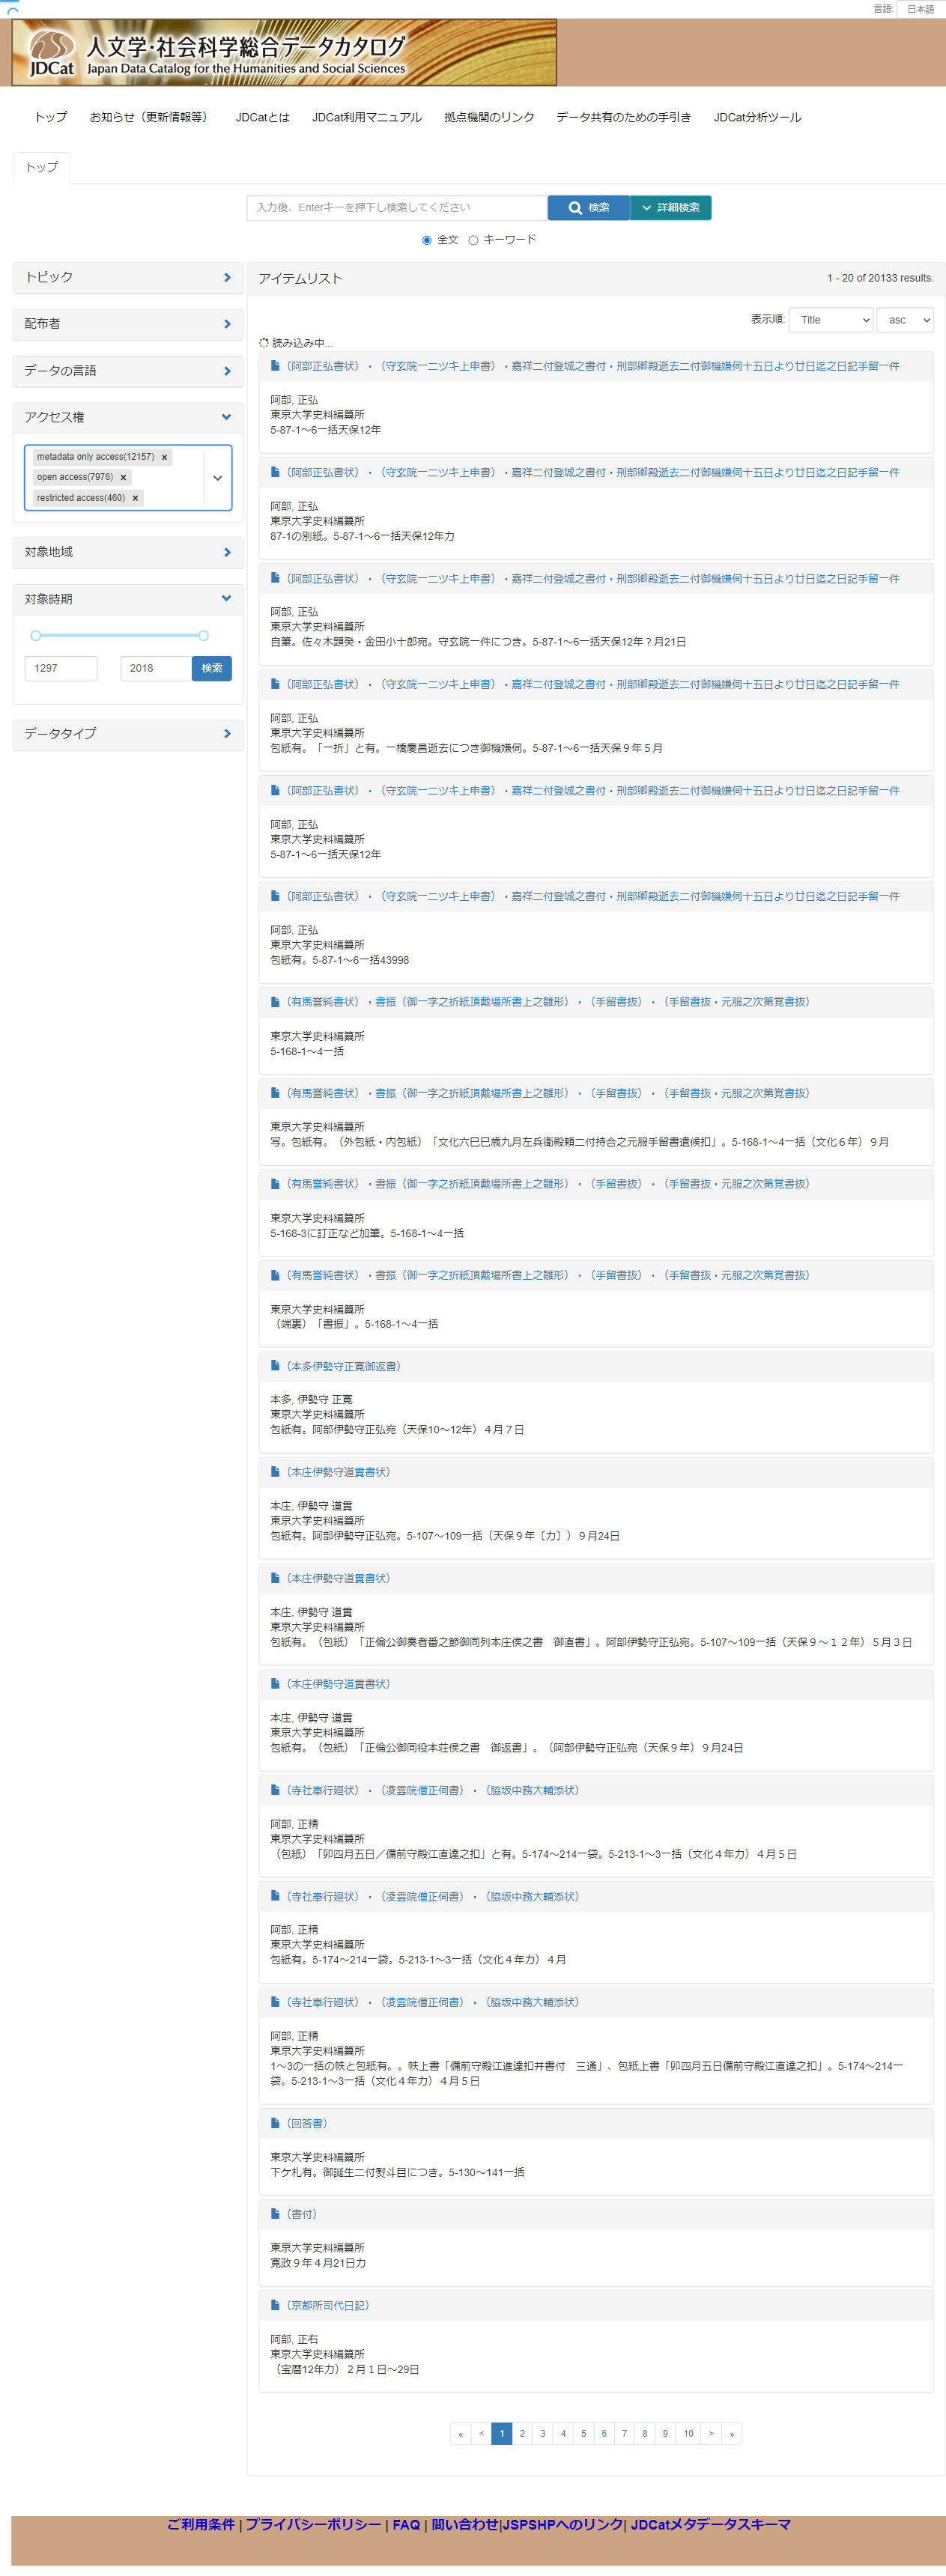 言語: 日本語
JDCat 人文学・社会科学総合データカタログ
Japan Data Catalog for the Humanities and Social Sciences
トップ お知らせ（更新情報等） JDCatとは JDCat利用マニュアル 拠点機関のリンク データ共有のための手引き JDCat分析ツール
トップ
入力後、Enterキーを押下し検索してください 検索 詳細検索
全文 キーワード
トピック
配布者
データの言語
アクセス権
metadata only access(12157) ×
open access(7976) ×
restricted access(460) ×
対象地域
対象時期
1297 2018 検索
データタイプ
アイテムリスト 1 - 20 of 20133 results.
表示順: Title asc
読み込み中...
（阿部正弘書状）・（守玄院一ニツキ上申書）・嘉祥二付登城之書付・刑部卿殿逝去二付御機嫌伺十五日より廿日迄之日記手留一件
阿部, 正弘
東京大学史料編纂所
5-87-1～6一括天保12年
（阿部正弘書状）・（守玄院一ニツキ上申書）・嘉祥二付登城之書付・刑部卿殿逝去二付御機嫌伺十五日より廿日迄之日記手留一件
阿部, 正弘
東京大学史料編纂所
87-1の別紙。5-87-1～6一括天保12年カ
（阿部正弘書状）・（守玄院一ニツキ上申書）・嘉祥二付登城之書付・刑部卿殿逝去二付御機嫌伺十五日より廿日迄之日記手留一件
阿部, 正弘
東京大学史料編纂所
自筆。佐々木顕発・金田小十郎宛。守玄院一件につき。5-87-1～6一括天保12年？月21日
（阿部正弘書状）・（守玄院一ニツキ上申書）・嘉祥二付登城之書付・刑部卿殿逝去二付御機嫌伺十五日より廿日迄之日記手留一件
阿部, 正弘
東京大学史料編纂所
包紙有。「一折」と有。一橋慶昌逝去につき御機嫌伺。5-87-1～6一括天保９年５月
（阿部正弘書状）・（守玄院一ニツキ上申書）・嘉祥二付登城之書付・刑部卿殿逝去二付御機嫌伺十五日より廿日迄之日記手留一件
阿部, 正弘
東京大学史料編纂所
5-87-1～6一括天保12年
（阿部正弘書状）・（守玄院一ニツキ上申書）・嘉祥二付登城之書付・刑部卿殿逝去二付御機嫌伺十五日より廿日迄之日記手留一件
阿部, 正弘
東京大学史料編纂所
包紙有。5-87-1～6一括43998
（有馬誉純書状）・書振（御一字之折紙頂戴場所書上之雛形）・（手留書抜）・（手留書抜・元服之次第覚書抜）
東京大学史料編纂所
5-168-1～4一括
（有馬誉純書状）・書振（御一字之折紙頂戴場所書上之雛形）・（手留書抜）・（手留書抜・元服之次第覚書抜）
東京大学史料編纂所
写。包紙有。（外包紙・内包紙）「文化六巳巳歳九月左兵衛殿頼二付持合之元服手留書遣候扣」。5-168-1～4一括（文化６年）９月
（有馬誉純書状）・書振（御一字之折紙頂戴場所書上之雛形）・（手留書抜）・（手留書抜・元服之次第覚書抜）
東京大学史料編纂所
5-168-3に訂正など加筆。5-168-1～4一括
（有馬誉純書状）・書振（御一字之折紙頂戴場所書上之雛形）・（手留書抜）・（手留書抜・元服之次第覚書抜）
東京大学史料編纂所
（端裏）「書振」。5-168-1～4一括
（本多伊勢守正寛御返書）
本多, 伊勢守 正寛
東京大学史料編纂所
包紙有。阿部伊勢守正弘宛（天保10～12年）４月７日
（本庄伊勢守道貫書状）
本庄, 伊勢守 道貫
東京大学史料編纂所
包紙有。阿部伊勢守正弘宛。5-107～109一括（天保９年〔カ〕）９月24日
（本庄伊勢守道貫書状）
本庄, 伊勢守 道貫
東京大学史料編纂所
包紙有。（包紙）「正倫公御奏者番之節御同列本庄侯之書　御直書」。阿部伊勢守正弘宛。5-107～109一括（天保９～１２年）５月３日
（本庄伊勢守道貫書状）
本庄, 伊勢守 道貫
東京大学史料編纂所
包紙有。（包紙）「正倫公御同役本荘侯之書　御返書」。（阿部伊勢守正弘宛（天保９年）９月24日
（寺社奉行廻状）・（凌雲院僧正伺書）・（脇坂中務大輔添状）
阿部, 正精
東京大学史料編纂所
（包紙）「卯四月五日／備前守殿江直達之扣」と有。5-174～214一袋。5-213-1～3一括（文化４年カ）４月５日
（寺社奉行廻状）・（凌雲院僧正伺書）・（脇坂中務大輔添状）
阿部, 正精
東京大学史料編纂所
包紙有。5-174～214一袋。5-213-1～3一括（文化４年カ）４月
（寺社奉行廻状）・（凌雲院僧正伺書）・（脇坂中務大輔添状）
阿部, 正精
東京大学史料編纂所
1～3の一括の帙と包紙有。。帙上書「備前守殿江進達扣井書付　三通」、包紙上書「卯四月五日備前守殿江直達之扣」。5-174～214一
袋。5-213-1～3一括（文化４年カ）４月５日
（回答書）
東京大学史料編纂所
下ケ札有。御誕生二付熨斗目につき。5-130～141一括
（書付）
東京大学史料編纂所
寛政９年４月21日カ
（京都所司代日記）
阿部, 正右
東京大学史料編纂所
（宝暦12年カ）２月１日～29日
« < 1 2 3 4 5 6 7 8 9 10 > »
ご利用条件 | プライバシーポリシー | FAQ | 問い合わせ|JSPSHPへのリンク| JDCatメタデータスキーマ